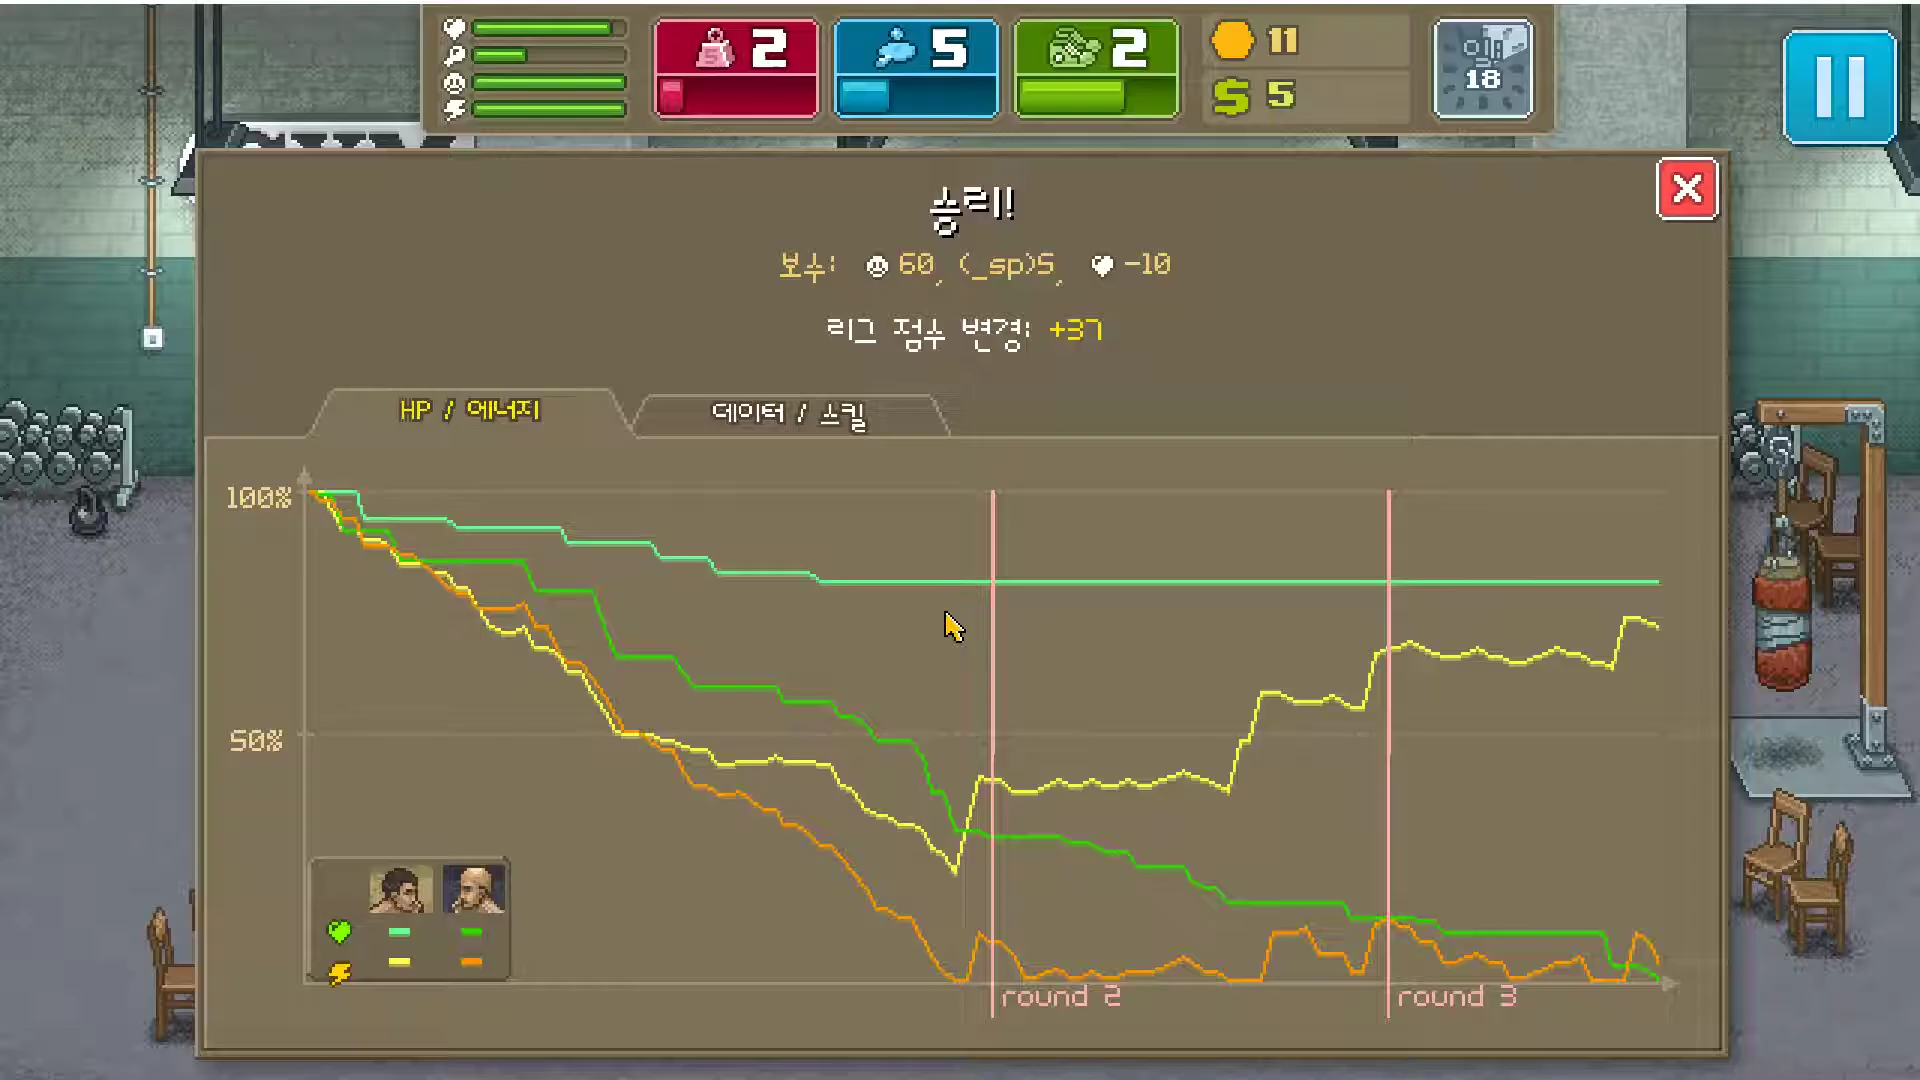 2
5
2
11
5
일
18
승리!
보수: 60, (_sp)5, -10
리그 점수 변경: +37
HP / 에너지
데이터 / 스킬
100%
50%
round 2
round 3